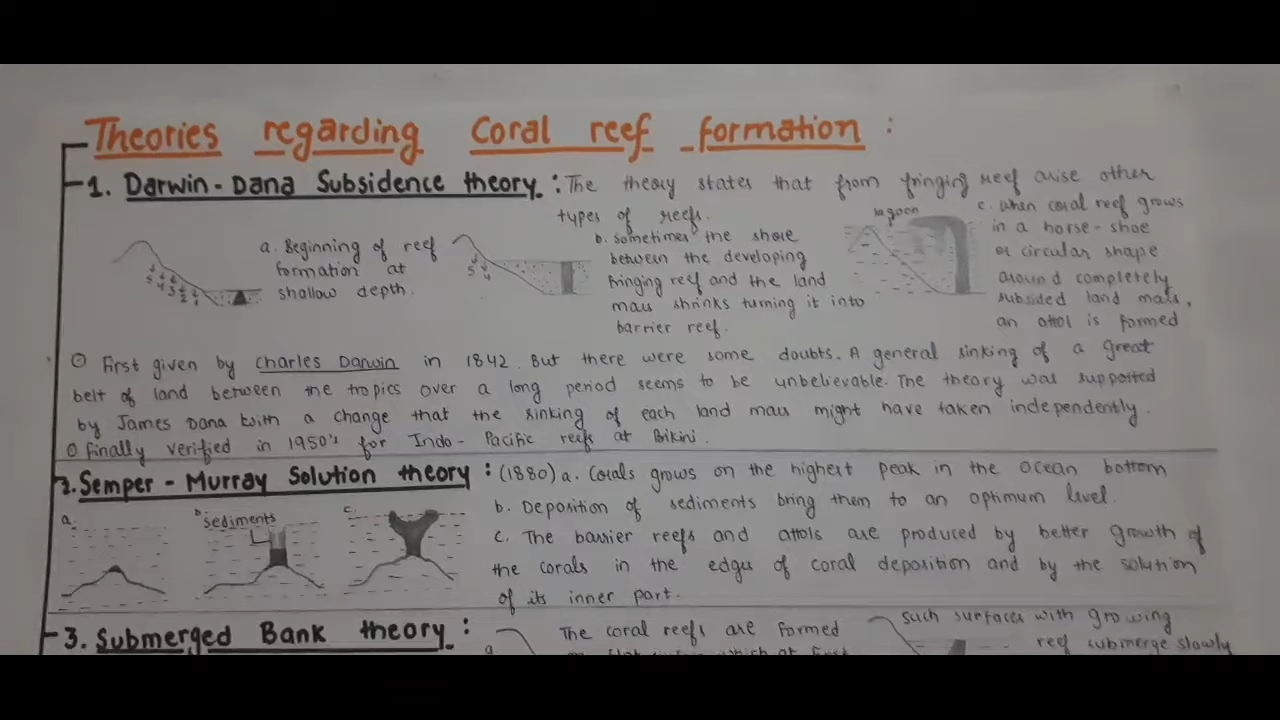 Theories regarding Coral reef formation :
1. Darwin - Dana Subsidence theory : The theory states that from fringing reef arise other
types of reefs.
a. Beginning of reef
formation at
shallow depth.
b. sometimes the shore
between the developing
fringing reef and the land
mass shrinks turning it into
barrier reef.
lagoon
c. when coral reef grows
in a horse-shoe
or circular shape
around completely
subsided land mass,
an attol is formed
First given by Charles Darwin in 1842. But there were some doubts. A general sinking of a great
belt of land between the tropics over a long period seems to be unbelievable. The theory was supported
by James Dana with a change that the sinking of each land mass might have taken independently.
Finally verified in 1950's for Indo-Pacific reefs at Bikini.
2. Semper - Murray Solution theory : (1880) a. Corals grows on the highest peak in the ocean bottom
b. Deposition of sediments bring them to an optimum level.
c. The barrier reefs and attols are produced by better growth of
the corals in the edges of coral deposition and by the solution
of its inner part.
a.
b sediments
c.
3. Submerged Bank theory :
a
The coral reefs are formed
which at first
such surfaces with growing
reef submerge slowly